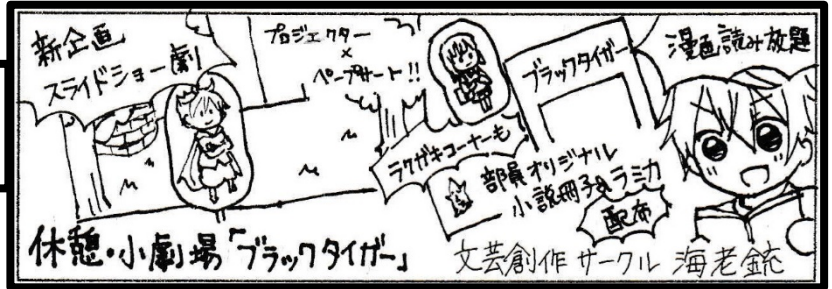 新企画
スライドショー劇
プロジェクター
×
ペープサート!!
ブラックタイガー
漫画読み放題
ラクガキコーナーも
部員オリジナル
小説冊子&ラミカ
配布
休憩・小劇場「ブラックタイガー」
文芸創作サークル 海老銃